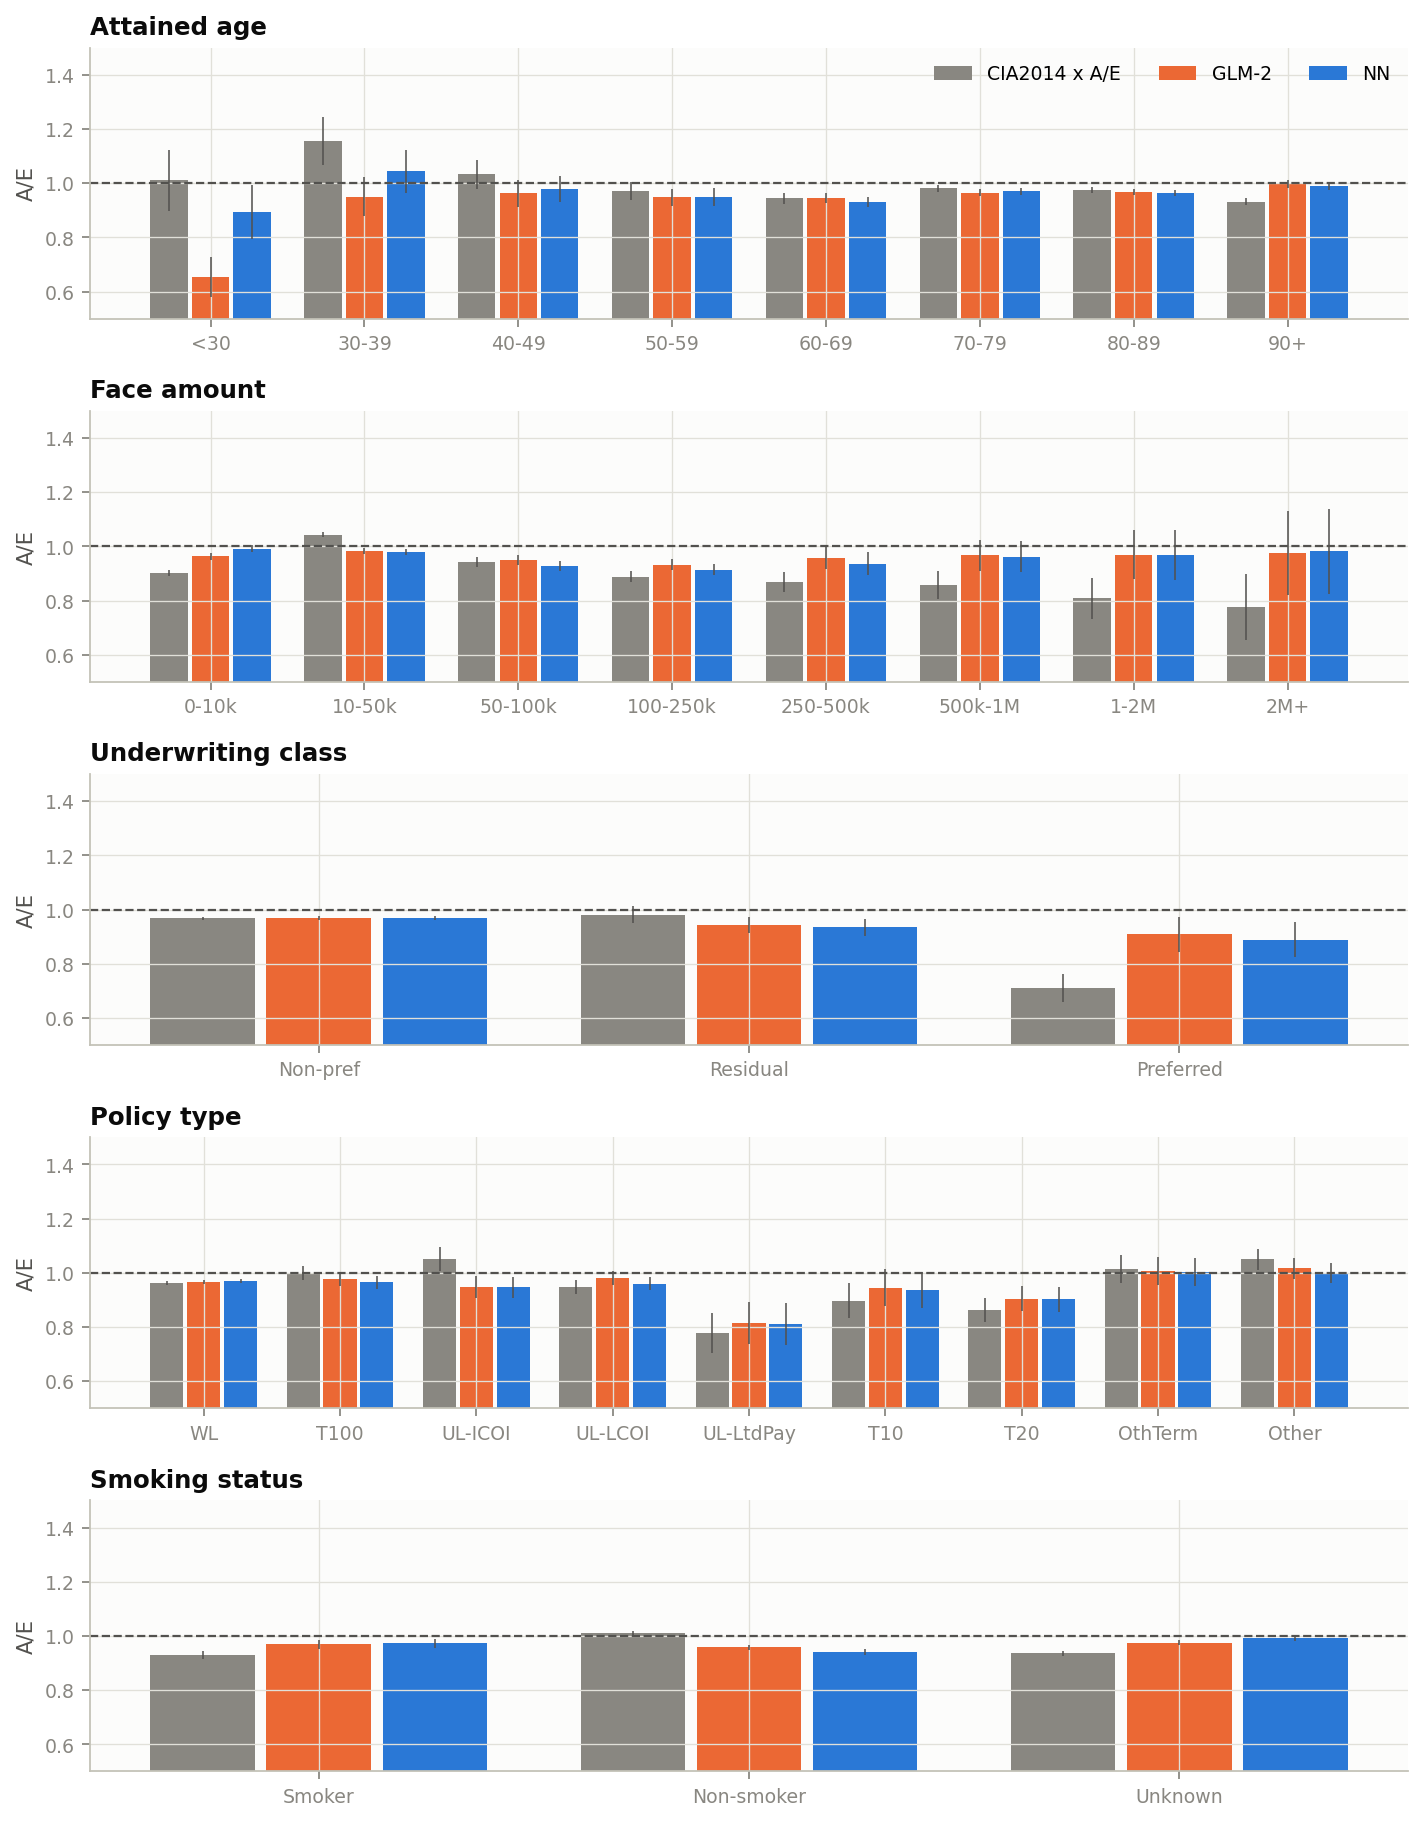 Attained age
CIA2014 x A/E
GLM-2
NN
A/E
1.4
1.2
1.0
0.8
0.6
<30
30-39
40-49
50-59
60-69
70-79
80-89
90+
Face amount
A/E
1.4
1.2
1.0
0.8
0.6
0-10k
10-50k
50-100k
100-250k
250-500k
500k-1M
1-2M
2M+
Underwriting class
A/E
1.4
1.2
1.0
0.8
0.6
Non-pref
Residual
Preferred
Policy type
A/E
1.4
1.2
1.0
0.8
0.6
WL
T100
UL-ICOI
UL-LCOI
UL-LtdPay
T10
T20
OthTerm
Other
Smoking status
A/E
1.4
1.2
1.0
0.8
0.6
Smoker
Non-smoker
Unknown